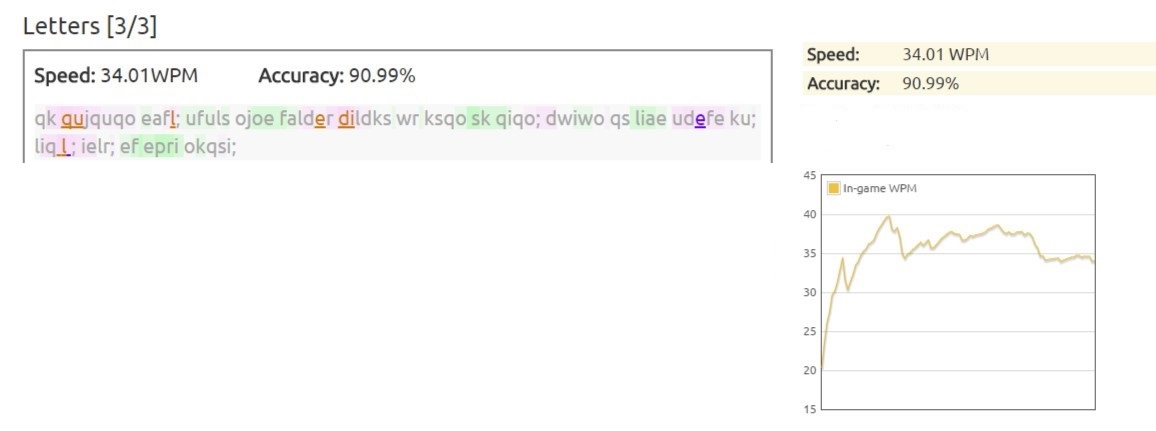 Letters [3/3]
Speed: 34.01WPM Accuracy: 90.99%
qk qujquqo eafl; ufuls ojoe falder dildks wr ksqo sk qiqo; dwiwo qs liae udefe ku;
liq l ; ielr; ef epri okqsi;
Speed: 34.01 WPM
Accuracy: 90.99%
In-game WPM
45
40
35
30
25
20
15